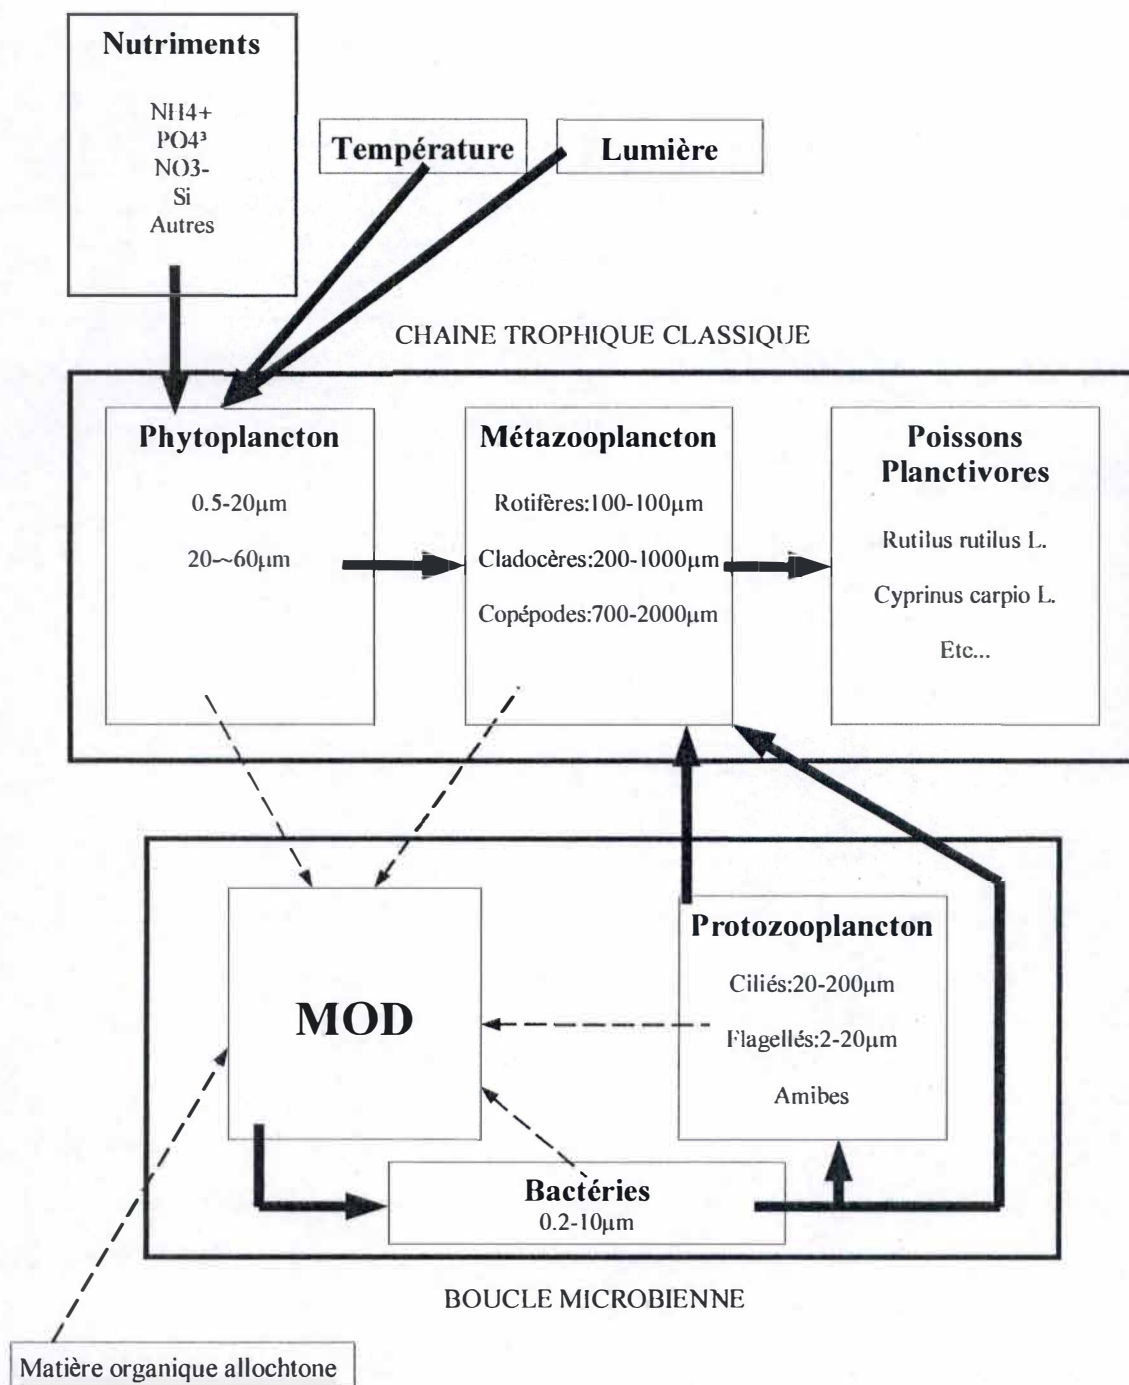 Nutriments
NH4+
PO4³
NO3-
Si
Autres
Température
Lumière
CHAINE TROPHIQUE CLASSIQUE
Phytoplancton
0.5-20µm
20-~60µm
Métazooplancton
Rotifères:100-100µm
Cladocères:200-1000µm
Copépodes:700-2000µm
Poissons
Planctivores
Rutilus rutilus L.
Cyprinus carpio L.
Etc...
MOD
Protozooplancton
Ciliés:20-200µm
Flagellés:2-20µm
Amibes
Bactéries
0.2-10µm
BOUCLE MICROBIENNE
Matière organique allochtone